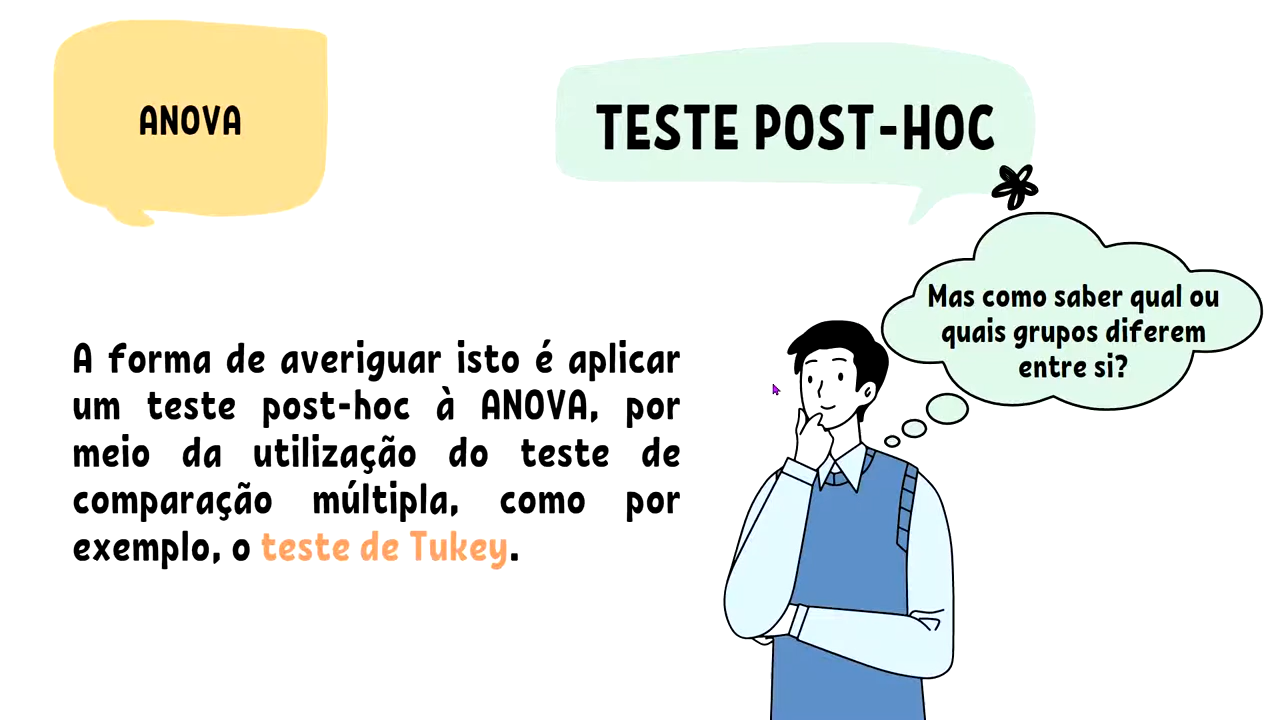 ANOVA
TESTE POST-HOC
Mas como saber qual ou
quais grupos diferem
entre si?
A forma de averiguar isto é aplicar
um teste post-hoc à ANOVA, por
meio da utilização do teste de
comparação múltipla, como por
exemplo, o teste de Tukey.